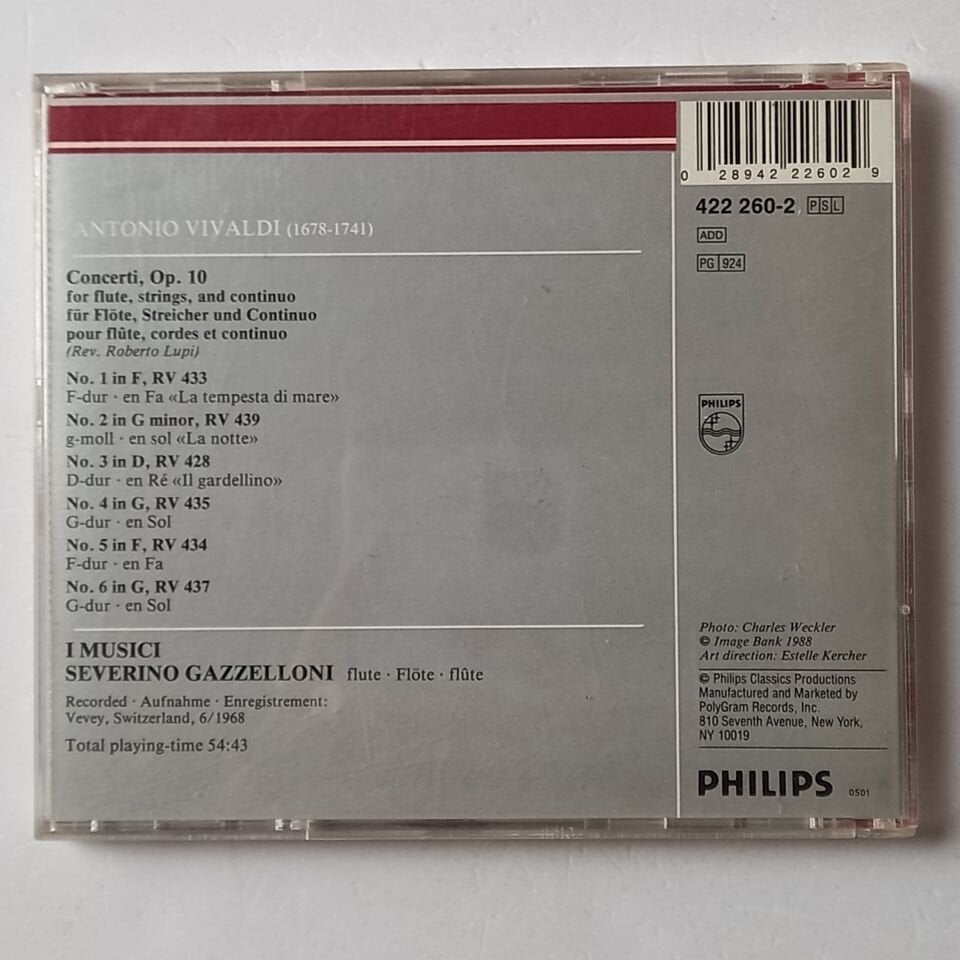 ANTONIO VIVALDI (1678-1741)
Concerti, Op. 10
for flute, strings, and continuo
für Flöte, Streicher und Continuo
pour flûte, cordes et continuo
(Rev. Roberto Lupi)
No. 1 in F, RV 433
F-dur · en Fa «La tempesta di mare»
No. 2 in G minor, RV 439
g-moll · en sol «La notte»
No. 3 in D, RV 428
D-dur · en Ré «Il gardellino»
No. 4 in G, RV 435
G-dur · en Sol
No. 5 in F, RV 434
F-dur · en Fa
No. 6 in G, RV 437
G-dur · en Sol
I MUSICI
SEVERINO GAZZELLONI flute · Flöte · flûte
Recorded · Aufnahme · Enregistrement:
Vevey, Switzerland, 6/1968
Total playing-time 54:43
0 28942 22602 9
422 260-2 PSL
ADD
PG 924
PHILIPS
Photo: Charles Weckler
© Image Bank 1988
Art direction: Estelle Kercher
© Philips Classics Productions
Manufactured and Marketed by
PolyGram Records, Inc.
810 Seventh Avenue, New York,
NY 10019
PHILIPS 0501